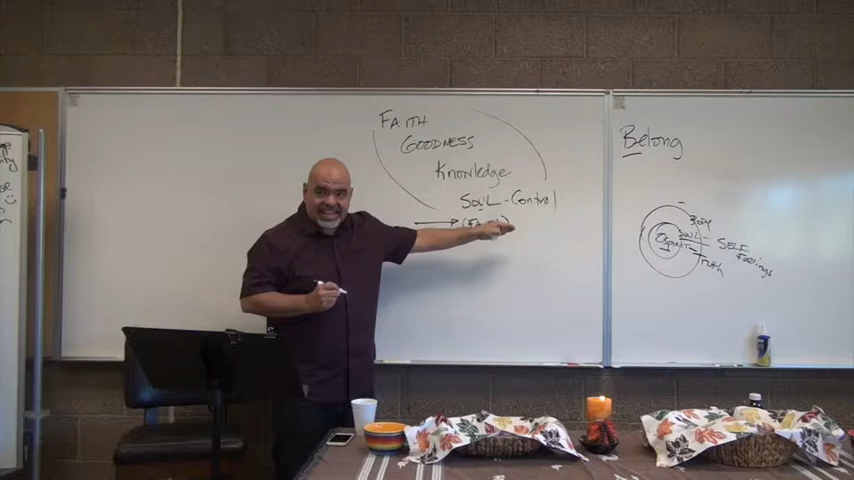 FAITH
GOODNESS
Knowledge
SOUL-Control
Belong
BODY
SOUL - SELF
Feelings
Spirit - Truth